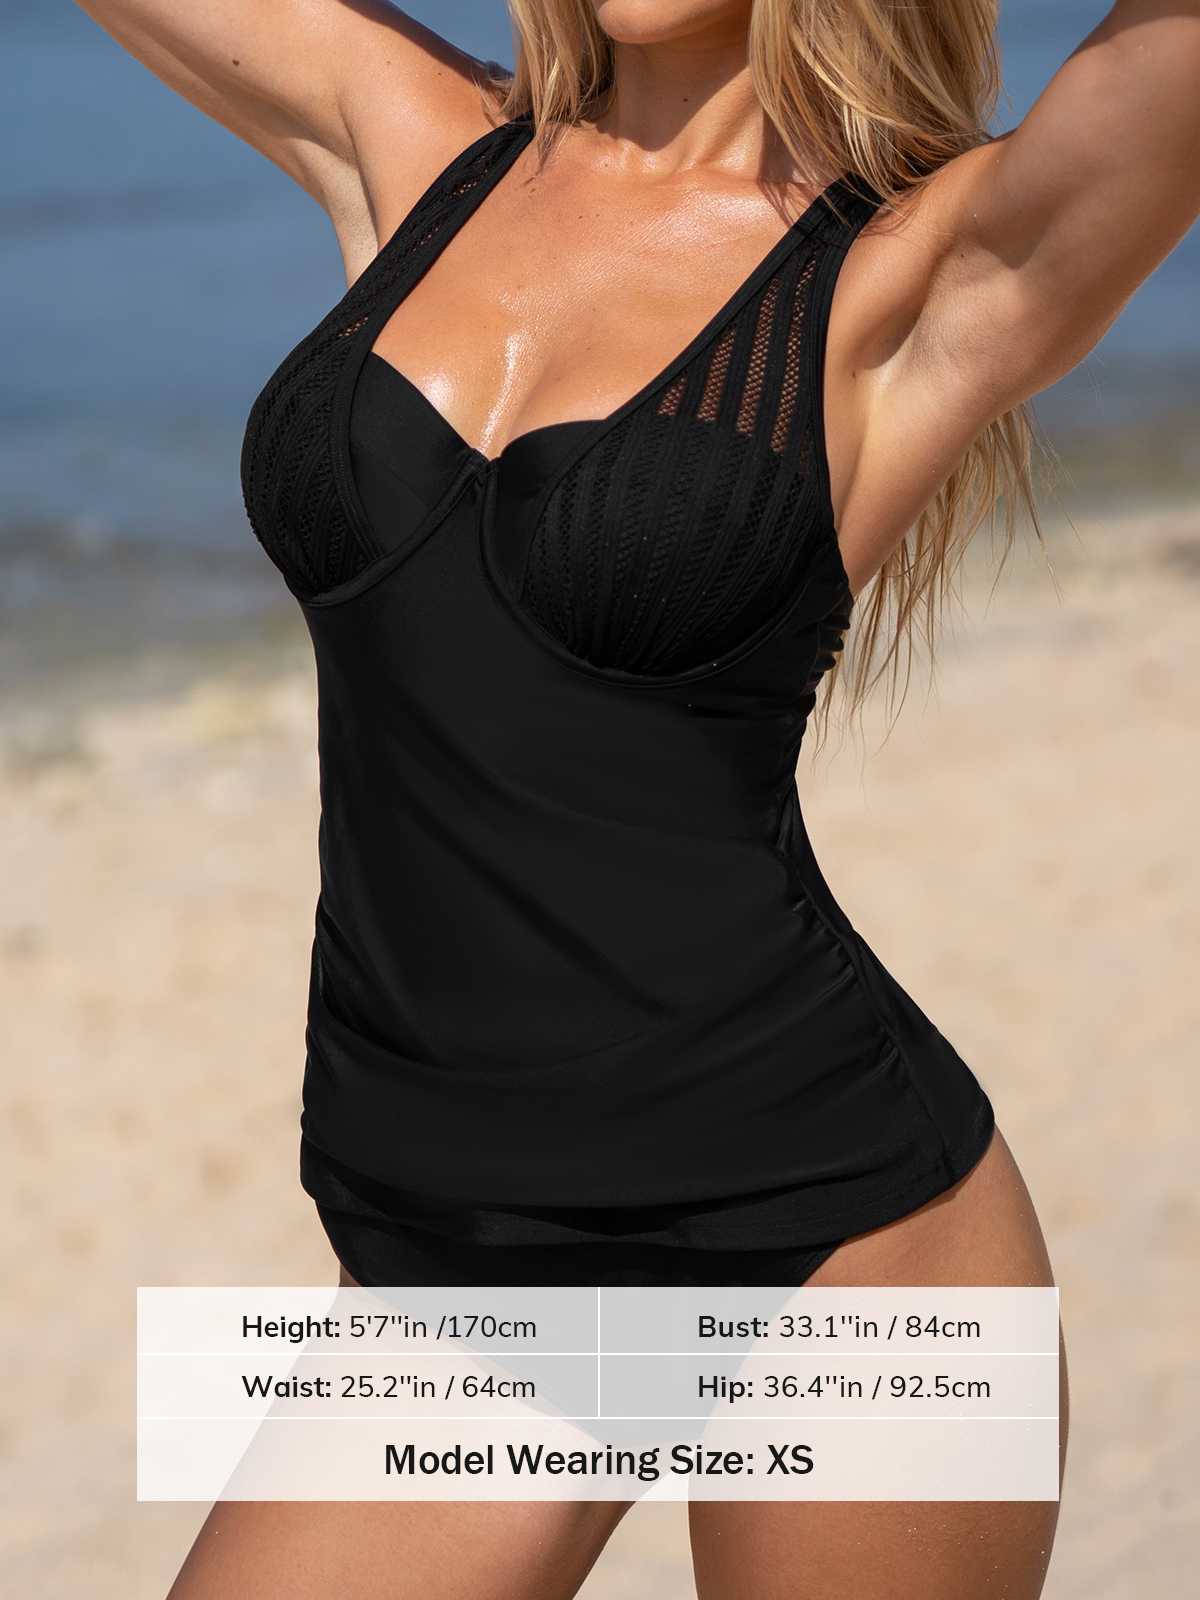 Height: 5'7''in /170cm
Bust: 33.1''in / 84cm
Waist: 25.2''in / 64cm
Hip: 36.4''in / 92.5cm
Model Wearing Size: XS